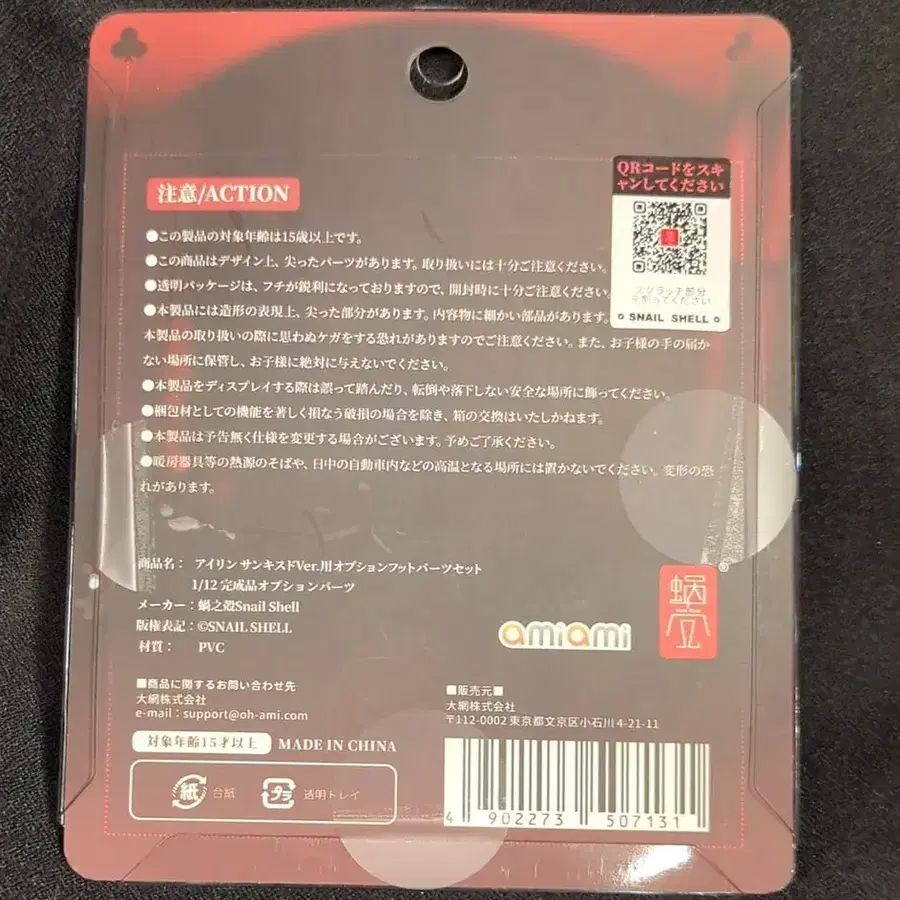 注意/ACTION
QRコードをスキ
ャンしてください
スクラッチ部分
を削ってください
SNAIL SHELL
●この製品の対象年齢は15歳以上です。
●この商品はデザイン上、尖ったパーツがあります。取り扱いには十分ご注意ください。
●透明パッケージは、フチが鋭利になっておりますので、開封時に十分ご注意ください。
●本製品には造形の表現上、尖った部分があります。内容物に細かい部品があります。
本製品の取り扱いの際に思わぬケガをする恐れがありますのでご注意ください。また、お子様の手の届か
ない場所に保管し、お子様に絶対に与えないでください。
●本製品をディスプレイする際は誤って踏んだり、転倒や落下しない安全な場所に飾ってください。
●梱包材としての機能を著しく損なう破損の場合を除き、箱の交換はいたしかねます。
●本製品は予告無く仕様を変更する場合がございます。予めご了承ください。
●暖房器具等の熱源のそばや、日中の自動車内などの高温となる場所には置かないでください。変形の恐
れがあります。
商品名： アイリン サンキスドVer.用オプションフットパーツセット
1/12 完成品オプションパーツ
メーカー：蝸之殼Snail Shell
版権表記：©SNAIL SHELL
材質： PVC
amiami
蝸之殼
®
■商品に関するお問い合わせ先
大網株式会社
e-mail：support@oh-ami.com
■販売元■
大網株式会社
〒112-0002 東京都文京区小石川 4-21-11
対象年齢15才以上 MADE IN CHINA
紙 台紙 プラ 透明トレイ
4 902273 507131